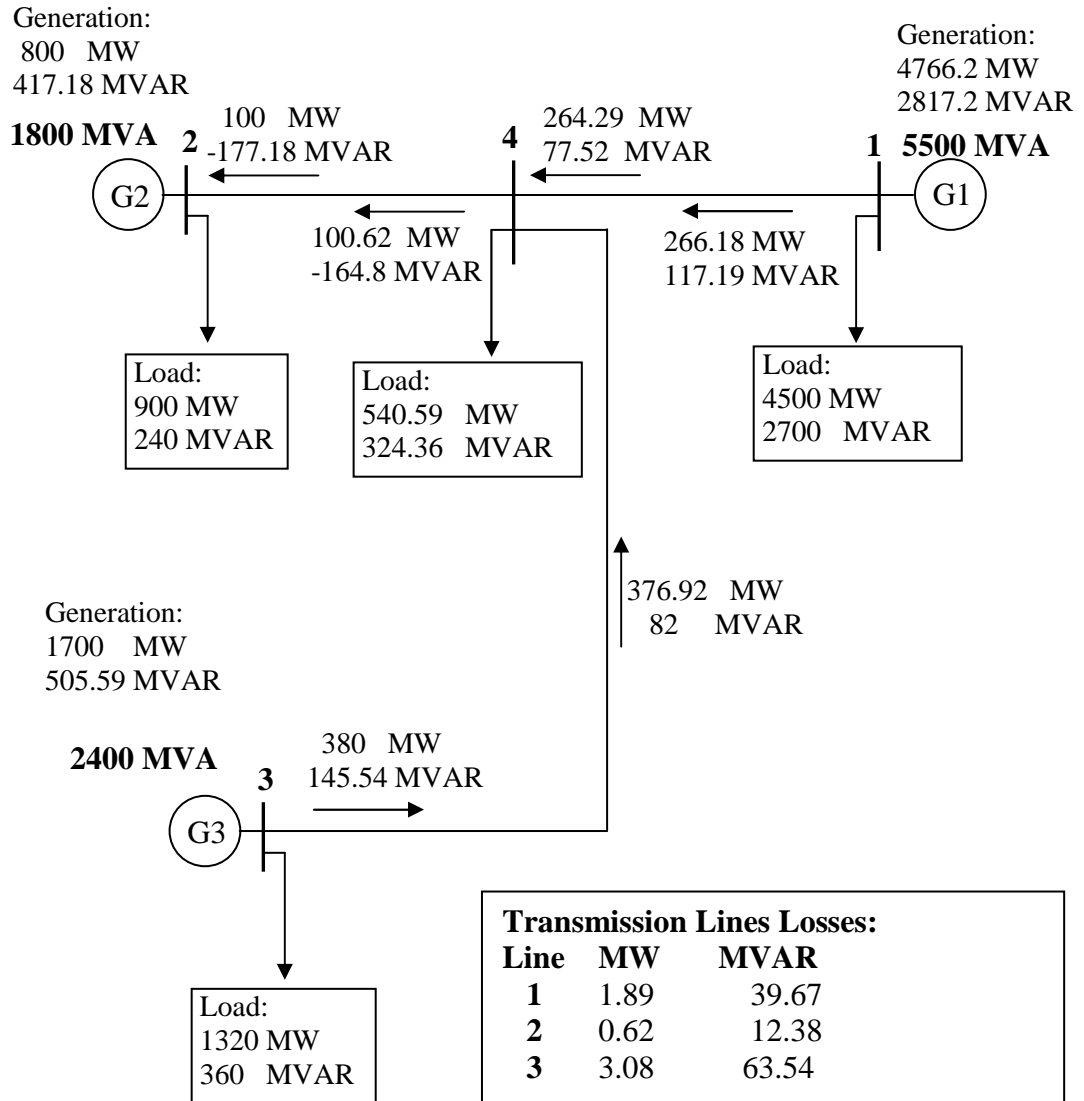 Generation:
800 MW
417.18 MVAR
Generation:
4766.2 MW
2817.2 MVAR
1800 MVA
2
100 MW
-177.18 MVAR
4
264.29 MW
77.52 MVAR
1
5500 MVA
G2
G1
100.62 MW
-164.8 MVAR
266.18 MW
117.19 MVAR
Load:
900 MW
240 MVAR
Load:
540.59 MW
324.36 MVAR
Load:
4500 MW
2700 MVAR
376.92 MW
82 MVAR
Generation:
1700 MW
505.59 MVAR
2400 MVA
3
380 MW
145.54 MVAR
G3
Load:
1320 MW
360 MVAR
Transmission Lines Losses:
Line MW MVAR
1 1.89 39.67
2 0.62 12.38
3 3.08 63.54